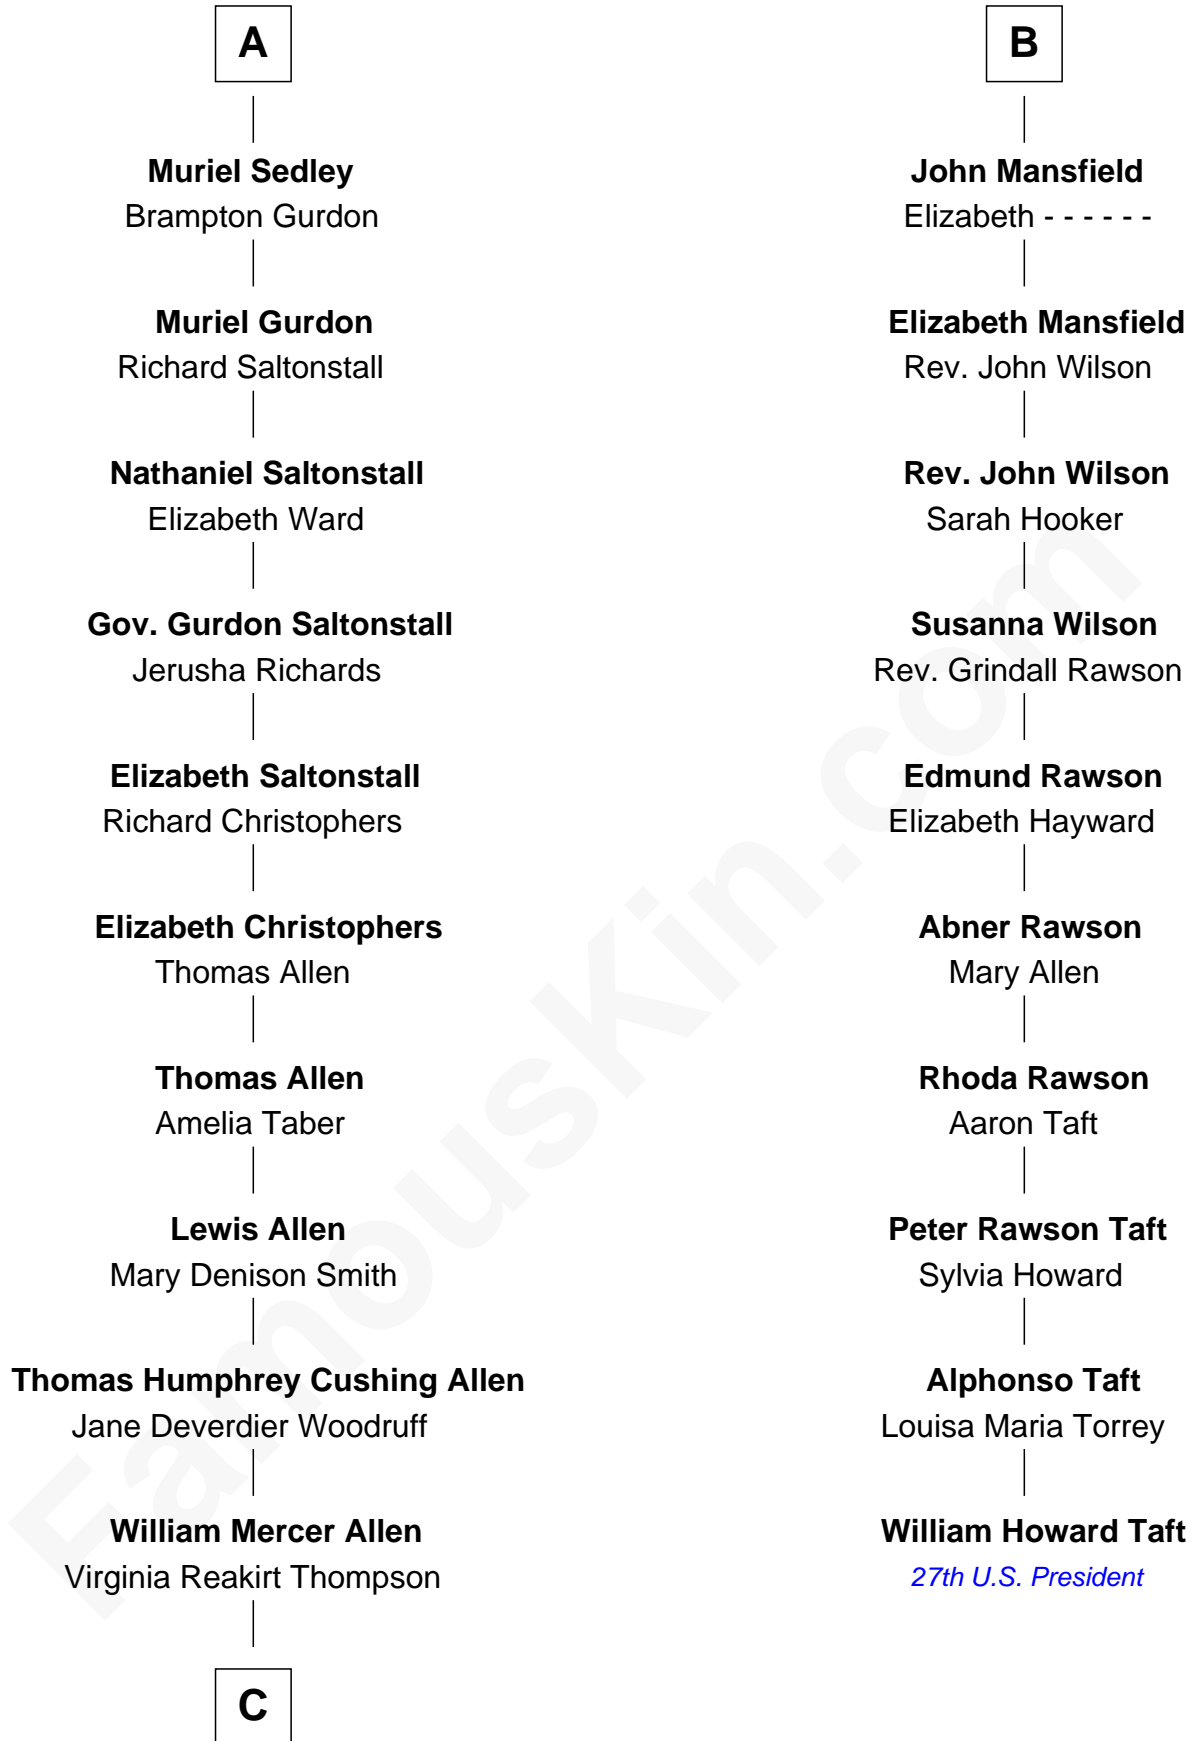 A
Muriel Sedley
Brampton Gurdon
Muriel Gurdon
Richard Saltonstall
Nathaniel Saltonstall
Elizabeth Ward
Gov. Gurdon Saltonstall
Jerusha Richards
Elizabeth Saltonstall
Richard Christophers
Elizabeth Christophers
Thomas Allen
Thomas Allen
Amelia Taber
Lewis Allen
Mary Denison Smith
Thomas Humphrey Cushing Allen
Jane Deverdier Woodruff
William Mercer Allen
Virginia Reakirt Thompson
C
B
John Mansfield
Elizabeth - - - - - -
Elizabeth Mansfield
Rev. John Wilson
Rev. John Wilson
Sarah Hooker
Susanna Wilson
Rev. Grindall Rawson
Edmund Rawson
Elizabeth Hayward
Abner Rawson
Mary Allen
Rhoda Rawson
Aaron Taft
Peter Rawson Taft
Sylvia Howard
Alphonso Taft
Louisa Maria Torrey
William Howard Taft
27th U.S. President
FamousKin.com